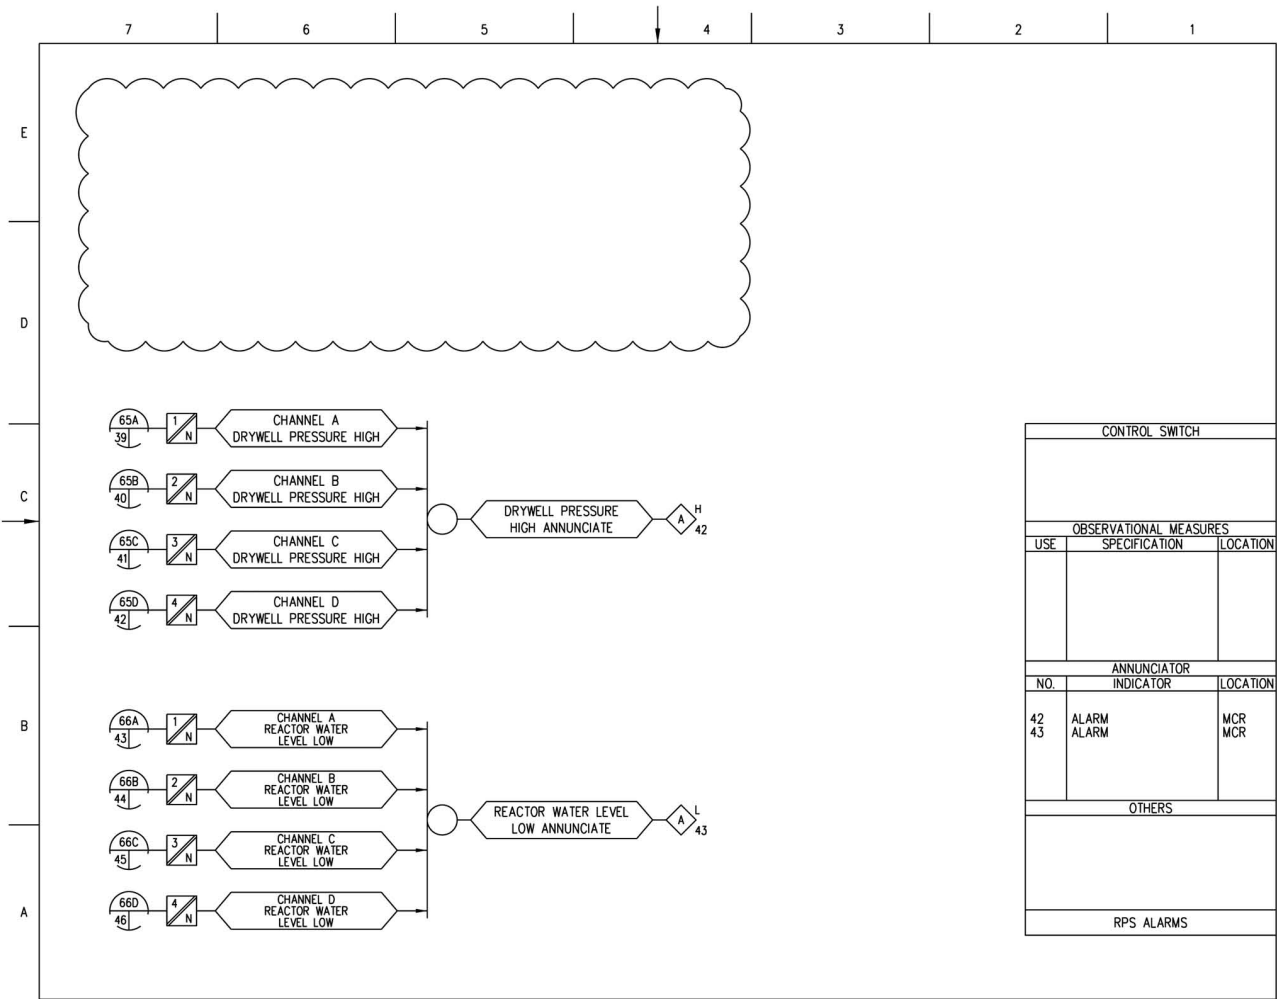 7 6 5 4 3 2 1
E
D
C
B
A
65A
39
1
N
CHANNEL A
DRYWELL PRESSURE HIGH
65B
40
2
N
CHANNEL B
DRYWELL PRESSURE HIGH
65C
41
3
N
CHANNEL C
DRYWELL PRESSURE HIGH
65D
42
4
N
CHANNEL D
DRYWELL PRESSURE HIGH
DRYWELL PRESSURE
HIGH ANNUNCIATE
A
H
42
66A
43
1
N
CHANNEL A
REACTOR WATER
LEVEL LOW
66B
44
2
N
CHANNEL B
REACTOR WATER
LEVEL LOW
66C
45
3
N
CHANNEL C
REACTOR WATER
LEVEL LOW
66D
46
4
N
CHANNEL D
REACTOR WATER
LEVEL LOW
REACTOR WATER LEVEL
LOW ANNUNCIATE
A
L
43
CONTROL SWITCH
OBSERVATIONAL MEASURES
USE SPECIFICATION LOCATION
ANNUNCIATOR
NO. INDICATOR LOCATION
42 ALARM MCR
43 ALARM MCR
OTHERS
RPS ALARMS